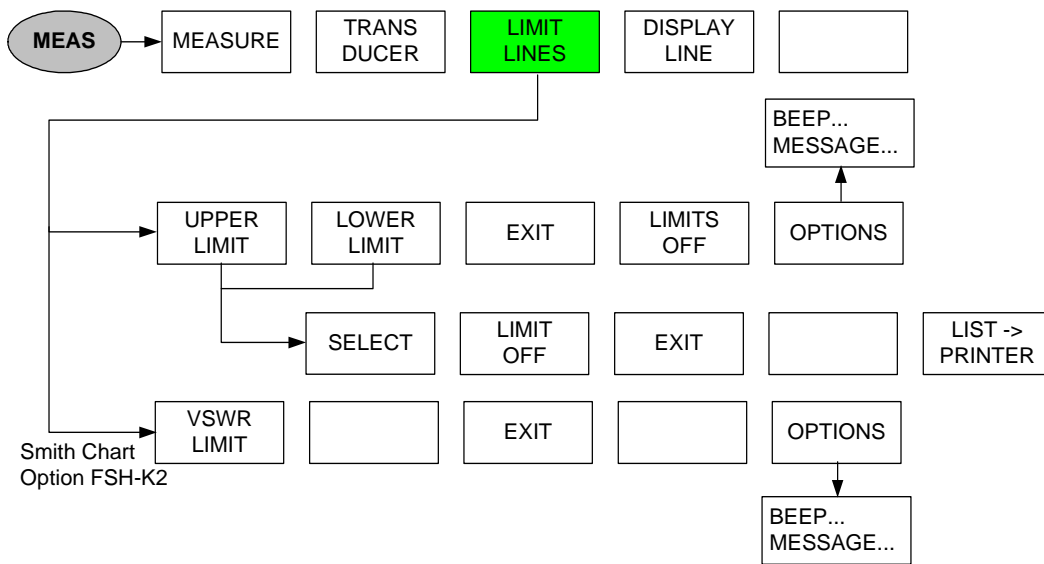 MEAS
MEASURE
TRANS
DUCER
LIMIT
LINES
DISPLAY
LINE
BEEP...
MESSAGE...
UPPER
LIMIT
LOWER
LIMIT
EXIT
LIMITS
OFF
OPTIONS
SELECT
LIMIT
OFF
EXIT
LIST ->
PRINTER
VSWR
LIMIT
EXIT
OPTIONS
Smith Chart
Option FSH-K2
BEEP...
MESSAGE...